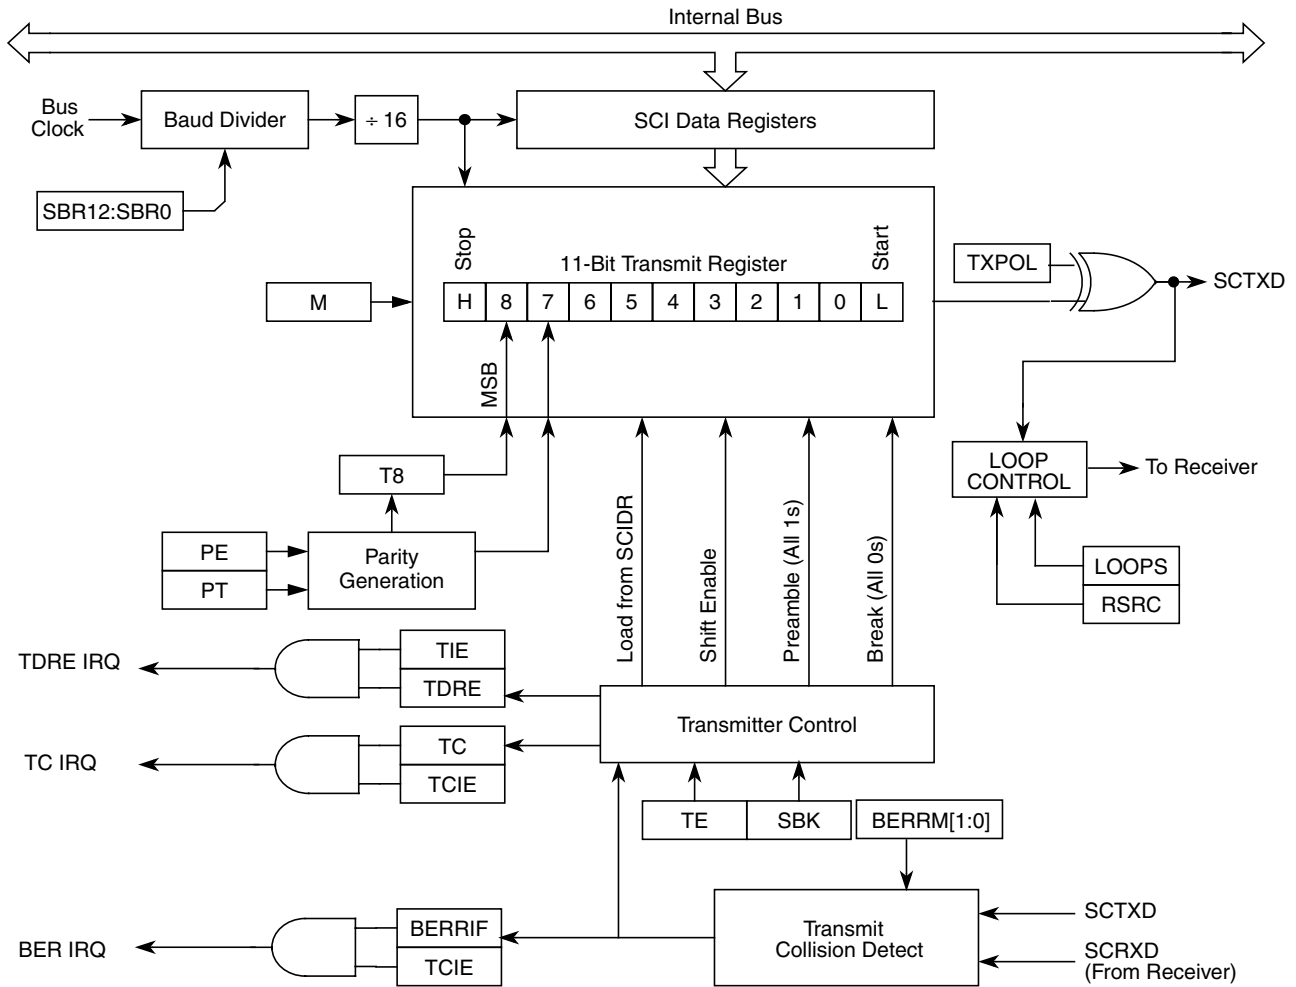 Internal Bus
Bus
Clock
Baud Divider
÷ 16
SCI Data Registers
SBR12:SBR0
Stop
11-Bit Transmit Register
Start
M
H 8 7 6 5 4 3 2 1 0 L
TXPOL
SCTXD
MSB
T8
LOOP
CONTROL
To Receiver
PE
PT
Parity
Generation
Load from SCIDR
Shift Enable
Preamble (All 1s)
Break (All 0s)
LOOPS
RSRC
TDRE IRQ
TIE
TDRE
Transmitter Control
TC IRQ
TC
TCIE
TE
SBK
BERRM[1:0]
BER IRQ
BERRIF
TCIE
Transmit
Collision Detect
SCTXD
SCRXD
(From Receiver)